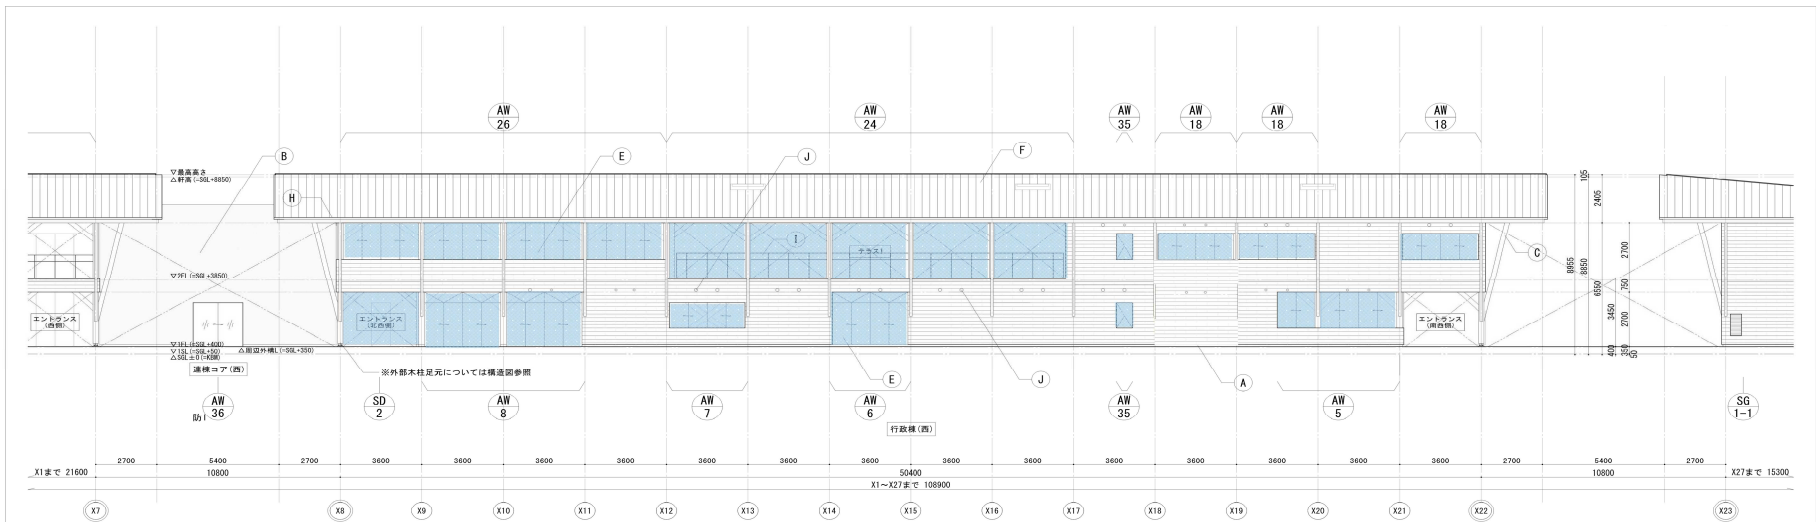 AW
26
AW
24
AW
35
AW
18
AW
18
AW
18
B
E
J
F
▽最高高さ
△軒高(=SGL+8850)
H
I
テラス1
C
▽2FL(=SGL+3850)
エントランス
(西側)
エントランス
(北西側)
エントランス
(南西側)
▽1FL(=SGL+400)
▽1SL(=SGL+50)
△SGL±0(=KBM)
△周辺外構L(=SGL+350)
105
2405
2700
750
2700
350
50
3450
400
6550
8850
8955
連棟コア(西)
※外部木柱足元については構造図参照
E
J
A
AW
36
防
SD
2
AW
8
AW
7
AW
6
AW
35
AW
5
SG
1-1
行政棟(西)
2700 5400 2700 3600 3600 3600 3600 3600 3600 3600 3600 3600 3600 3600 3600 3600 3600 2700 5400 2700
X1まで 21600 10800 50400 10800 X27まで 15300
X1〜X27まで 108900
X7 X8 X9 X10 X11 X12 X13 X14 X15 X16 X17 X18 X19 X20 X21 X22 X23